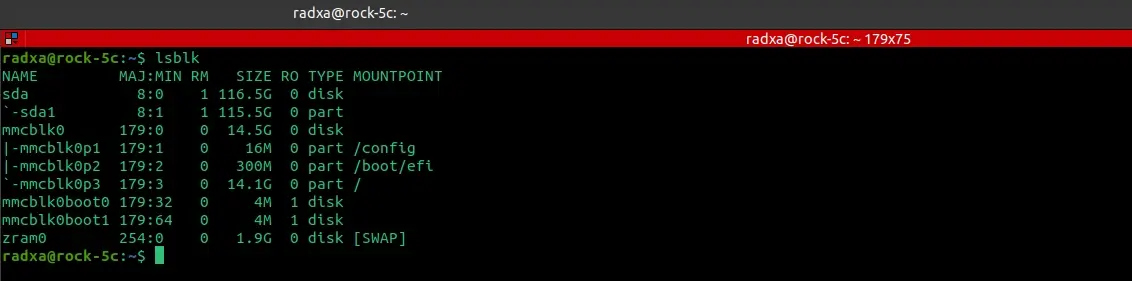 radxa@rock-5c: ~
radxa@rock-5c: ~ 179x75
radxa@rock-5c:~$ lsblk
NAME         MAJ:MIN RM   SIZE RO TYPE MOUNTPOINT
sda            8:0    1 116.5G  0 disk
`-sda1         8:1    1 115.5G  0 part
mmcblk0      179:0    0  14.5G  0 disk
|-mmcblk0p1  179:1    0    16M  0 part /config
|-mmcblk0p2  179:2    0   300M  0 part /boot/efi
`-mmcblk0p3  179:3    0  14.1G  0 part /
mmcblk0boot0 179:32   0     4M  1 disk
mmcblk0boot1 179:64   0     4M  1 disk
zram0        254:0    0   1.9G  0 disk [SWAP]
radxa@rock-5c:~$